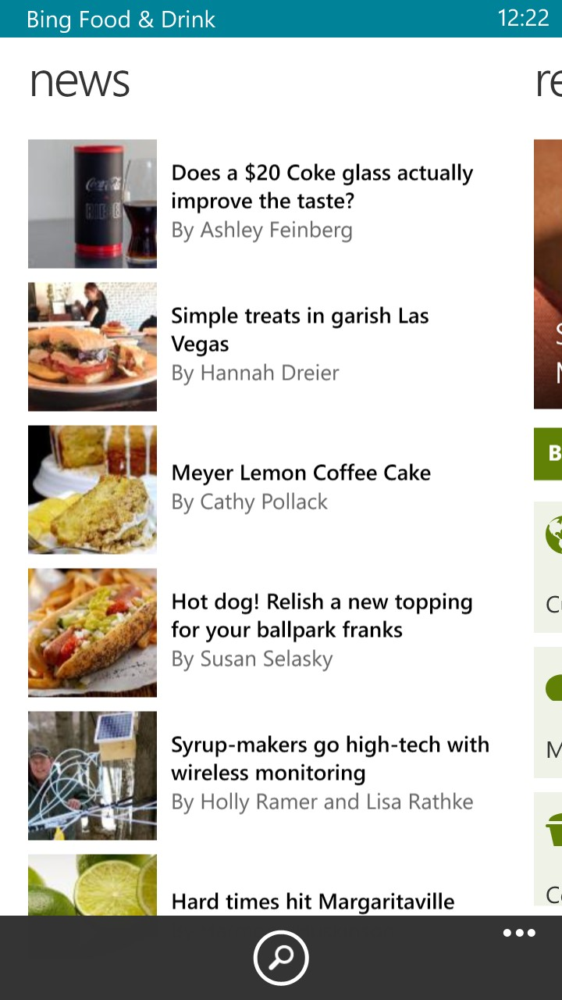 Bing Food & Drink
12:22
news
re
Coca-Cola
Does a $20 Coke glass actually
improve the taste?
By Ashley Feinberg
Simple treats in garish Las
Vegas
By Hannah Dreier
Meyer Lemon Coffee Cake
By Cathy Pollack
Hot dog! Relish a new topping
for your ballpark franks
By Susan Selasky
Syrup-makers go high-tech with
wireless monitoring
By Holly Ramer and Lisa Rathke
Hard times hit Margaritaville
S
M
B
C
M
C